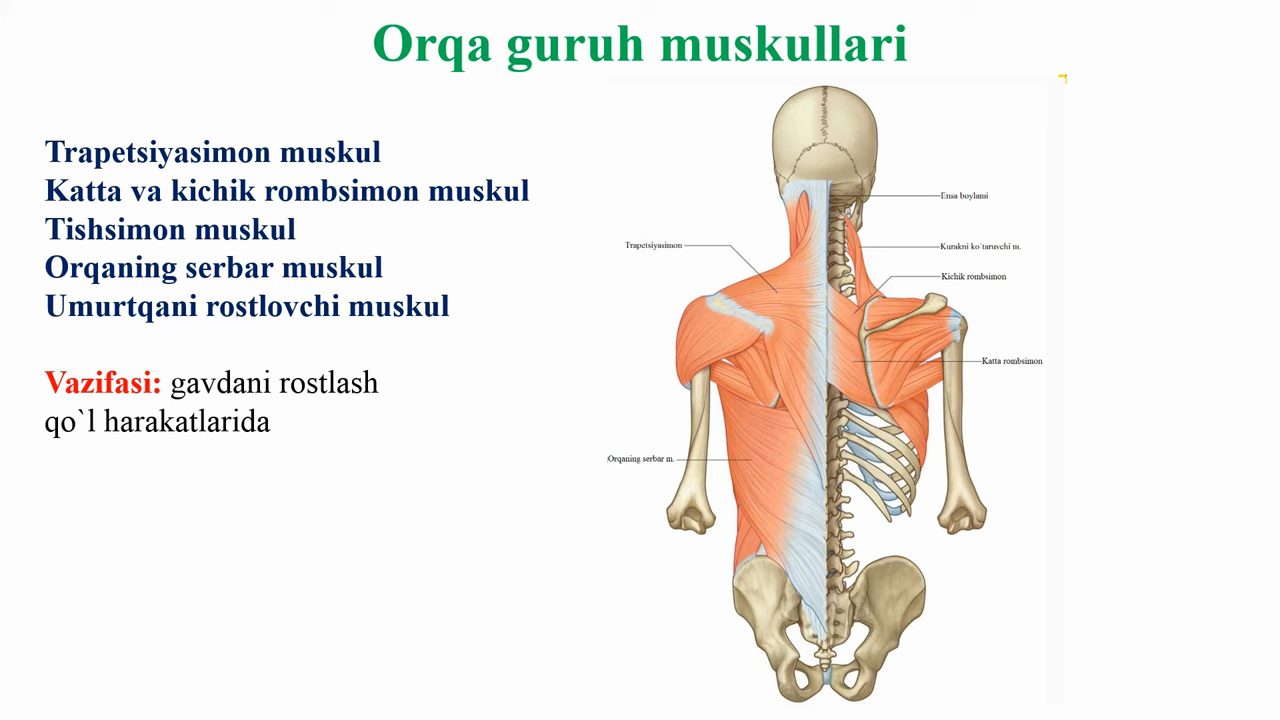 Orqa guruh muskullari
Trapetsiyasimon muskul
Katta va kichik rombsimon muskul
Tishsimon muskul
Orqaning serbar muskul
Umurtqani rostlovchi muskul
Vazifasi: gavdani rostlash
qo`l harakatlarida
Ensa boylami
Trapetsiyasimon
Kurakni ko`taruvchi m.
Kichik rombsimon
Katta rombsimon
Orqaning serbar m.